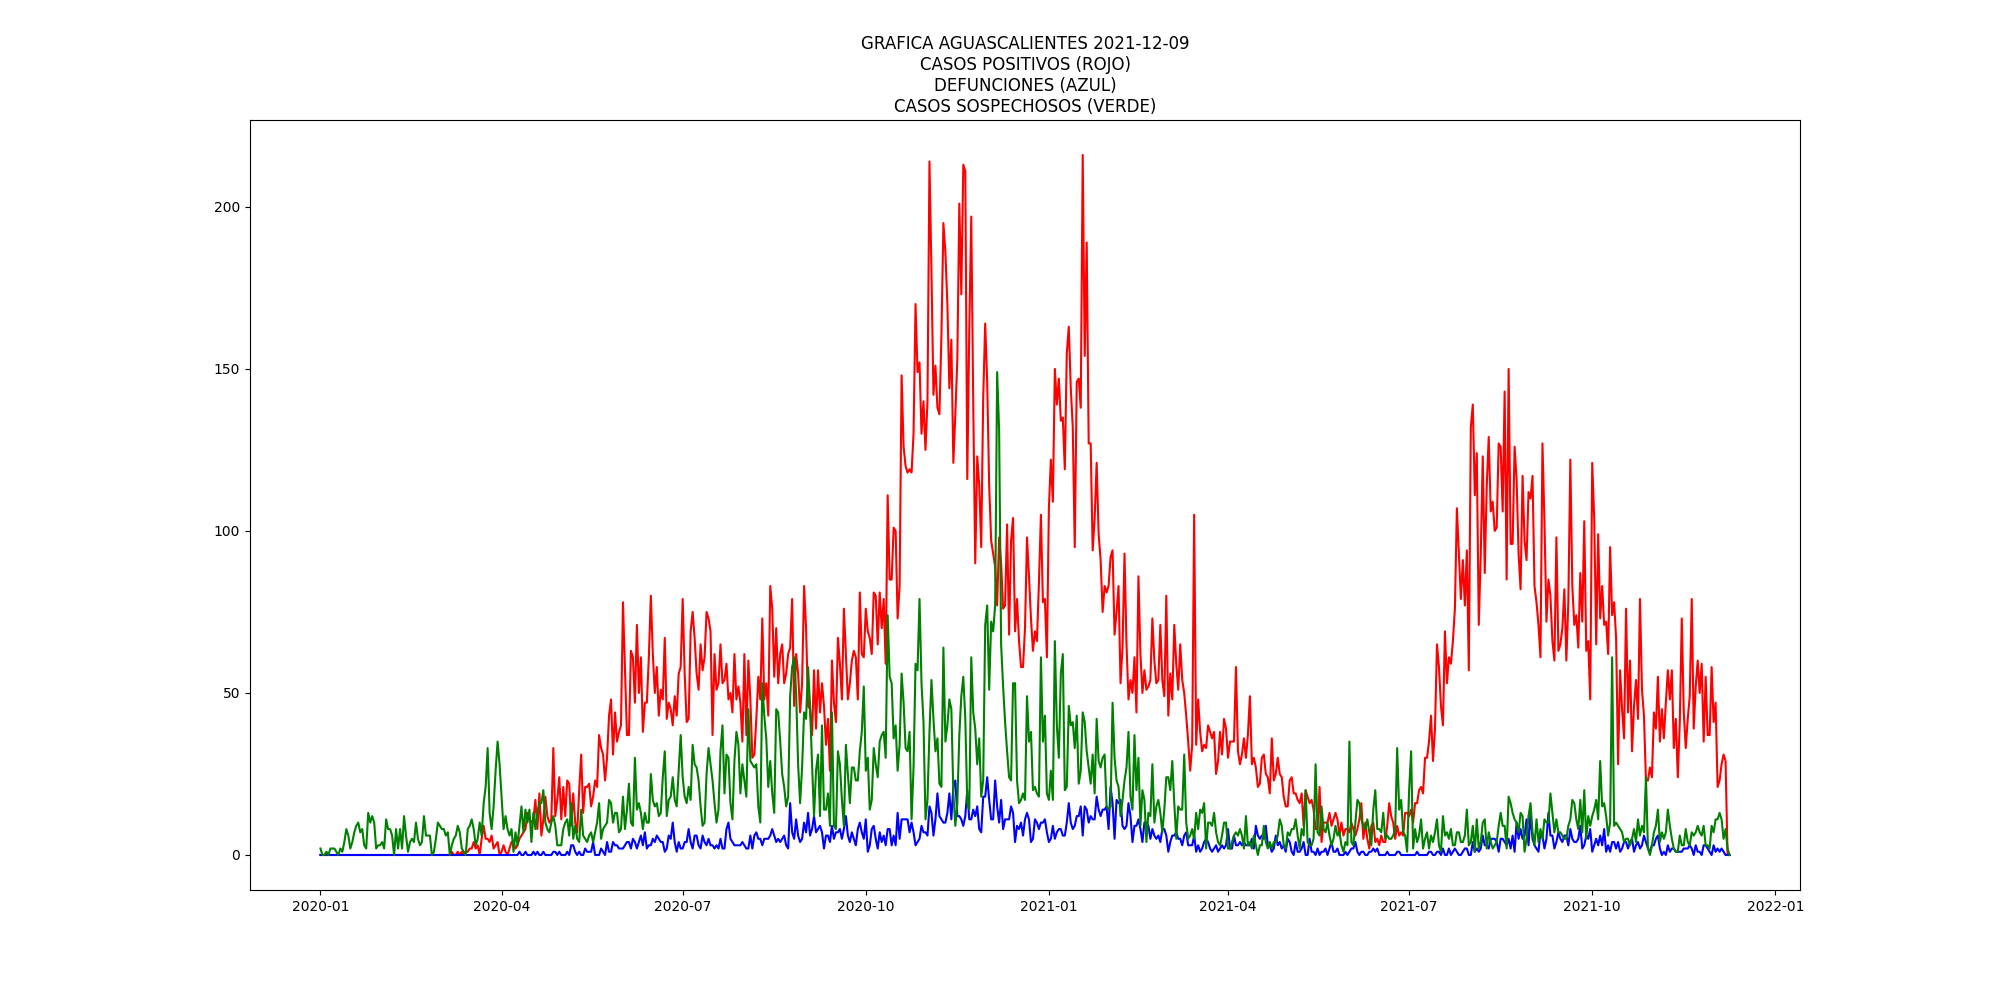 GRAFICA AGUASCALIENTES 2021-12-09
CASOS POSITIVOS (ROJO)
DEFUNCIONES (AZUL)
CASOS SOSPECHOSOS (VERDE)
200
150
100
50
0
2020-01 2020-04 2020-07 2020-10 2021-01 2021-04 2021-07 2021-10 2022-01